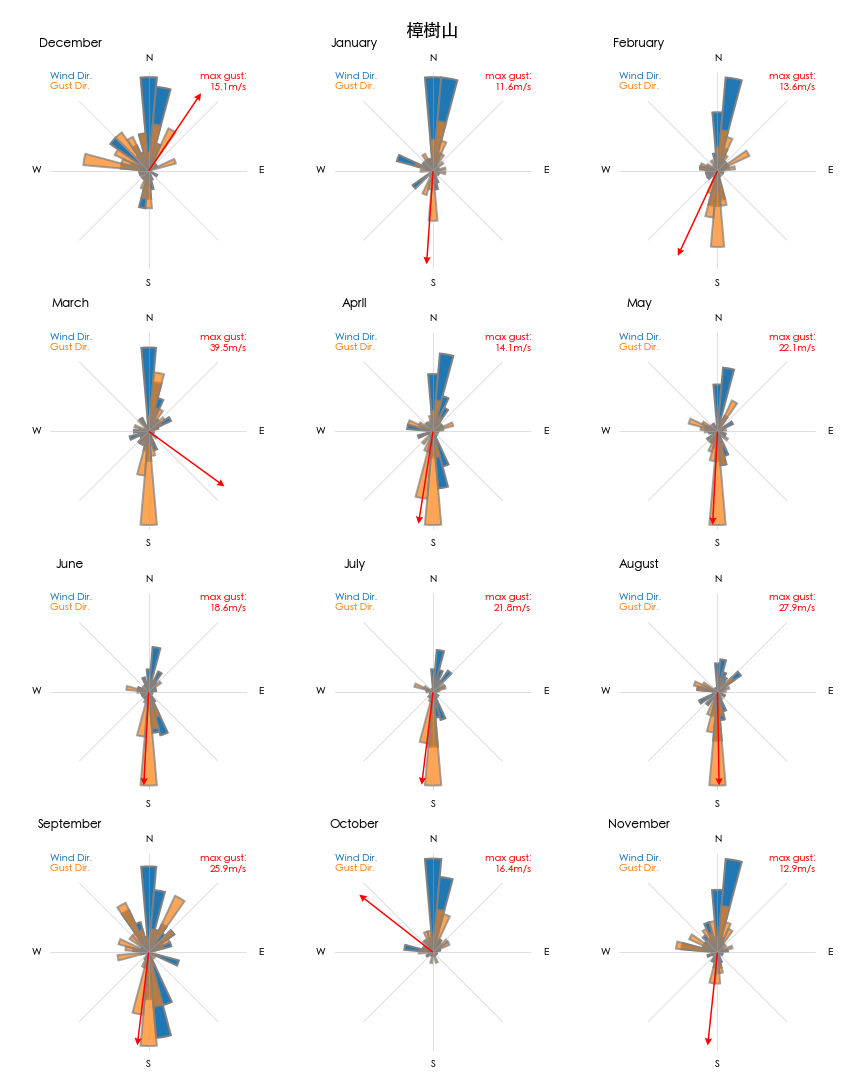 樟樹山
December
N
Wind Dir.
Gust Dir.
max gust:
15.1m/s
W
E
S
January
N
Wind Dir.
Gust Dir.
max gust:
11.6m/s
W
E
S
February
N
Wind Dir.
Gust Dir.
max gust:
13.6m/s
W
E
S
March
N
Wind Dir.
Gust Dir.
max gust:
39.5m/s
W
E
S
April
N
Wind Dir.
Gust Dir.
max gust:
14.1m/s
W
E
S
May
N
Wind Dir.
Gust Dir.
max gust:
22.1m/s
W
E
S
June
N
Wind Dir.
Gust Dir.
max gust:
18.6m/s
W
E
S
July
N
Wind Dir.
Gust Dir.
max gust:
21.8m/s
W
E
S
August
N
Wind Dir.
Gust Dir.
max gust:
27.9m/s
W
E
S
September
N
Wind Dir.
Gust Dir.
max gust:
25.9m/s
W
E
S
October
N
Wind Dir.
Gust Dir.
max gust:
16.4m/s
W
E
S
November
N
Wind Dir.
Gust Dir.
max gust:
12.9m/s
W
E
S